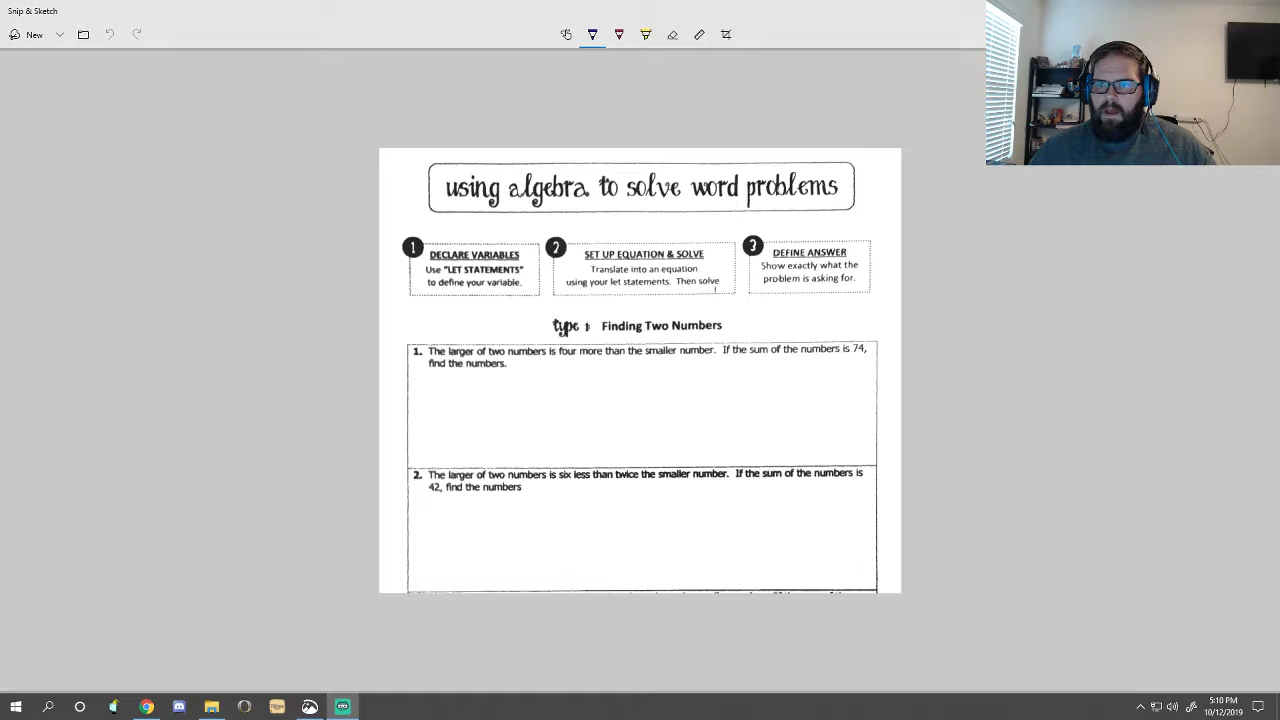 Snip & Sketch
New
using algebra to solve word problems
1
DECLARE VARIABLES
Use "LET STATEMENTS"
to define your variable.
2
SET UP EQUATION & SOLVE
Translate into an equation
using your let statements. Then solve
!
3
DEFINE ANSWER
Show exactly what the
problem is asking for.
type 1: Finding Two Numbers
1. The larger of two numbers is four more than the smaller number. If the sum of the numbers is 74,
find the numbers.
2. The larger of two numbers is six less than twice the smaller number. If the sum of the numbers is
42, find the numbers
5:10 PM
10/12/2019